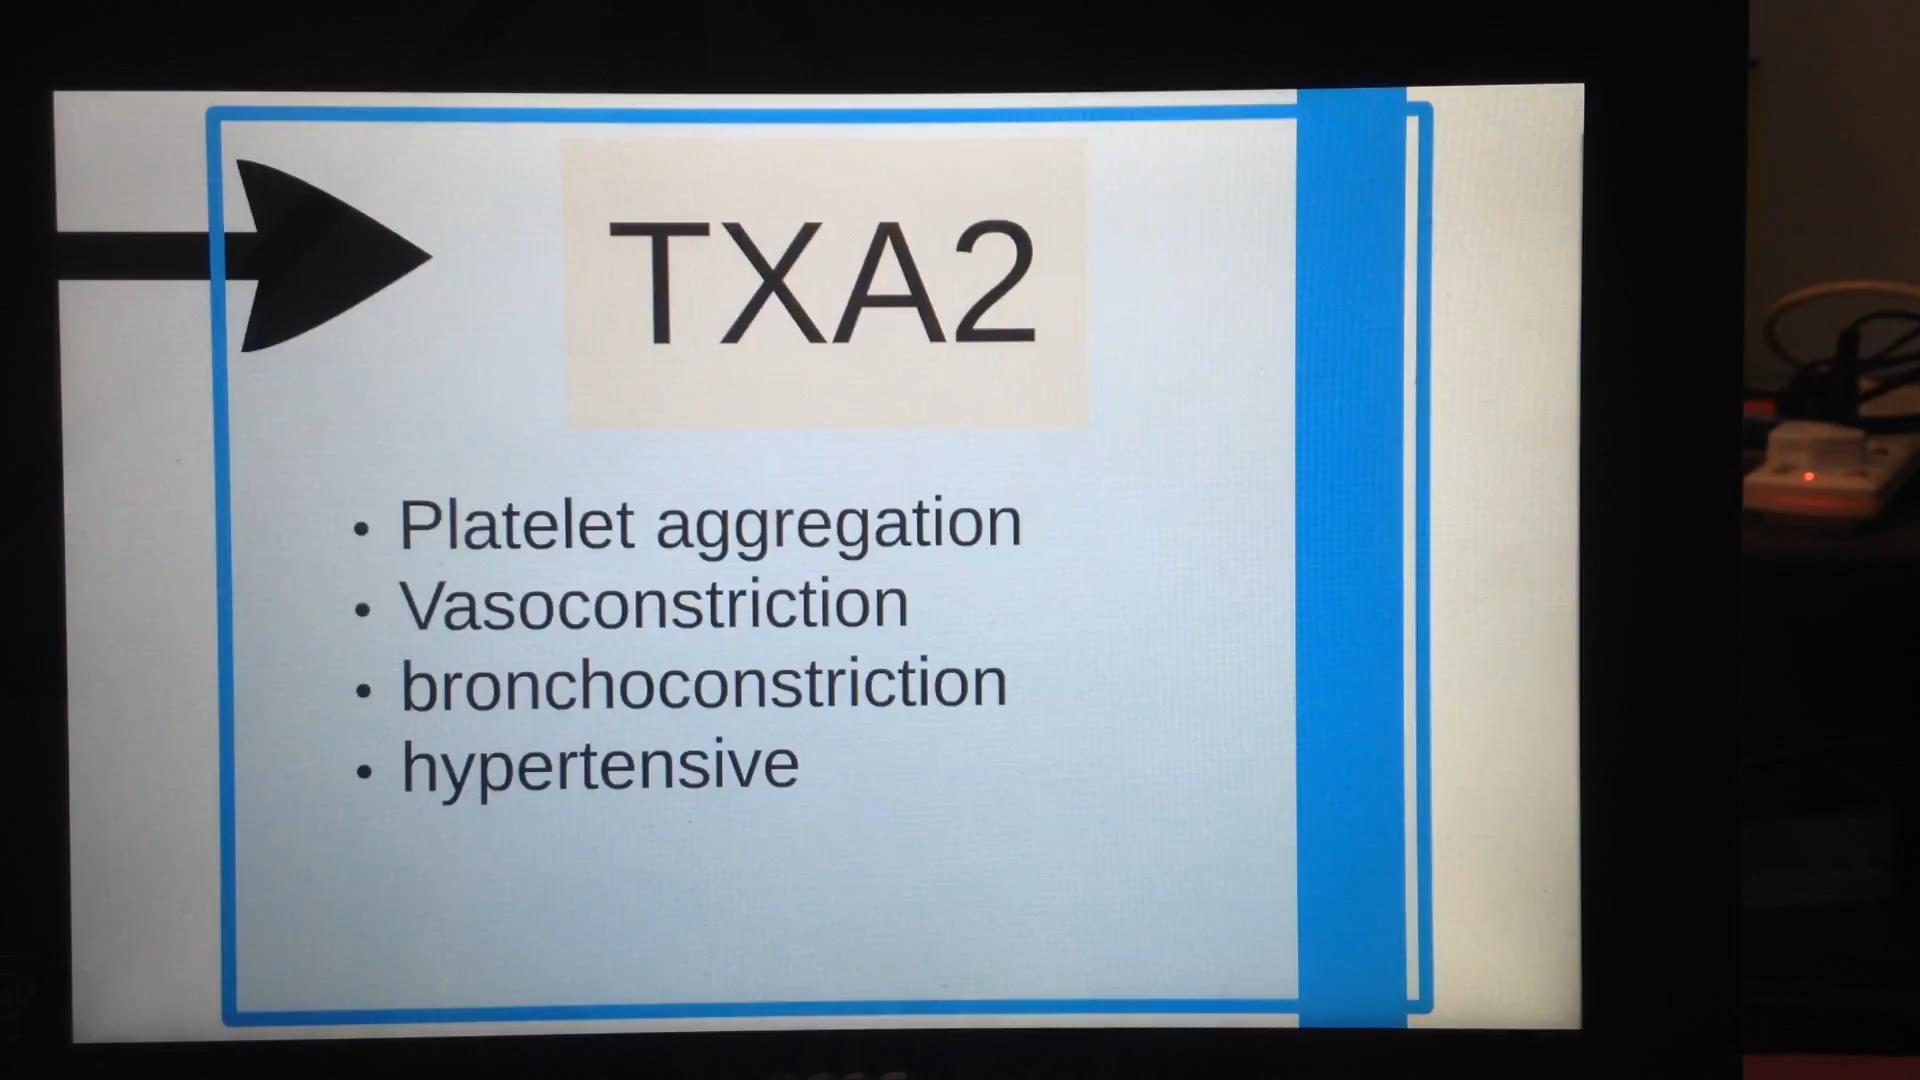 TXA2
• Platelet aggregation
• Vasoconstriction
• bronchoconstriction
• hypertensive